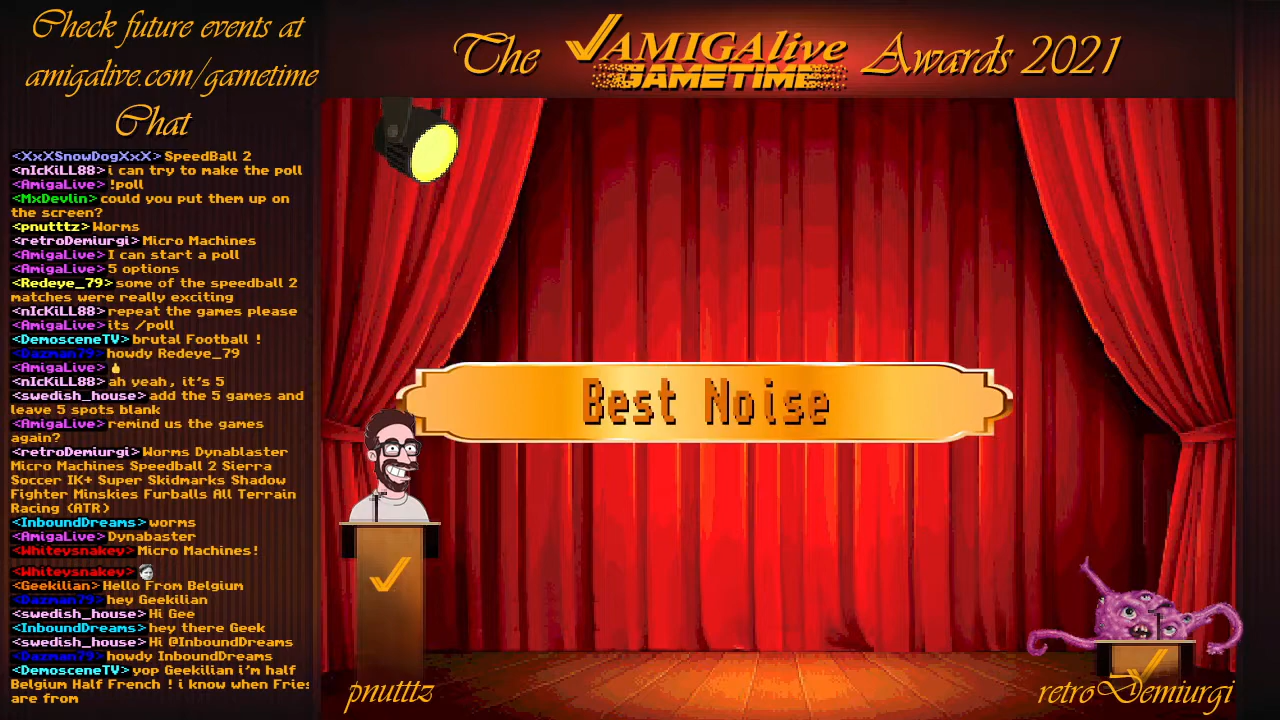 Check future events at
amigalive.com/gametime
Chat
The AMIGAlive GAMETIME Awards 2021
<XxXSnowDogXxX> SpeedBall 2
<nIcKiLL88> i can try to make the poll
<AmigaLive> !poll
<MxDevlin> could you put them up on
the screen?
<pnutttz> Worms
<retroDemiurgi> Micro Machines
<AmigaLive> I can start a poll
<AmigaLive> 5 options
<Redeye_79> some of the speedball 2
matches were really exciting
<nIcKiLL88> repeat the games please
<AmigaLive> its /poll
<DemosceneTV> brutal Football !
<Dazman79> howdy Redeye_79
<AmigaLive>
<nIcKiLL88> ah yeah, it's 5
<swedish_house> add the 5 games and
leave 5 spots blank
<AmigaLive> remind us the games
again?
<retroDemiurgi> Worms Dynablaster
Micro Machines Speedball 2 Sierra
Soccer IK+ Super Skidmarks Shadow
Fighter Minskies Furballs All Terrain
Racing (ATR)
<InboundDreams> worms
<AmigaLive> Dynabaster
<Whiteysnakey> Micro Machines!
<Whiteysnakey>
<Geekilian> Hello From Belgium
<Dazman79> hey Geekilian
<swedish_house> Hi Gee
<InboundDreams> hey there Geek
<swedish_house> Hi @InboundDreams
<Dazman79> howdy InboundDreams
<DemosceneTV> yop Geekilian i'm half
Belgium Half French ! i know when Fries
are from
Best Noise
pnutttz
retroDemiurgi